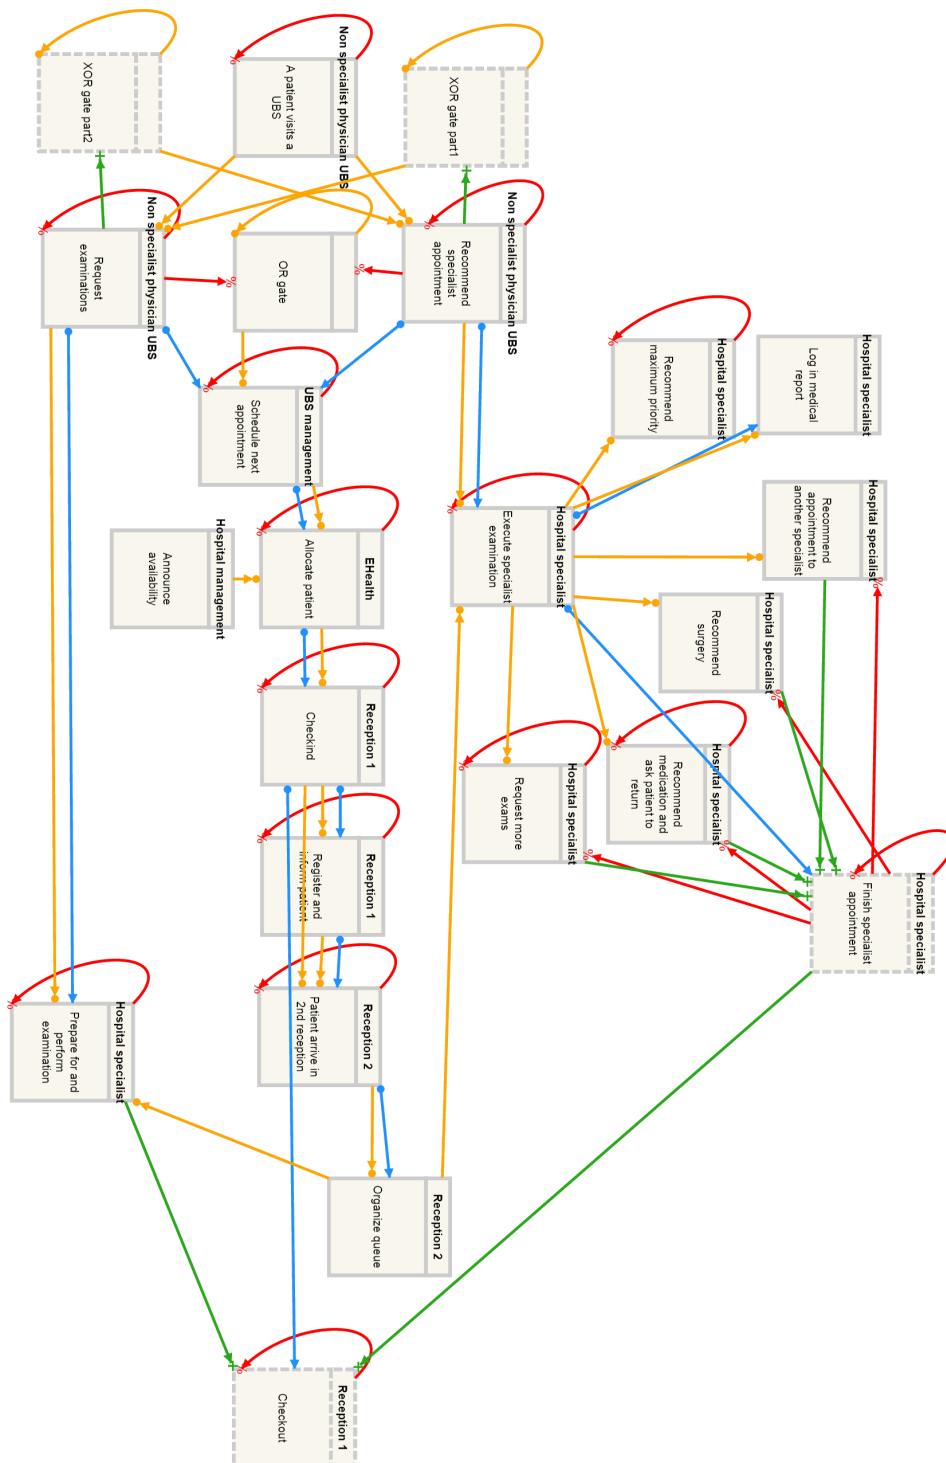 Hospital specialist
Finish specialist
appointment
Hospital specialist
Log in medical
report
Hospital specialist
Recommend
appointment to
another specialist
Hospital specialist
Recommend
surgery
Hospital specialist
Recommend
maximum priority
Hospital specialist
Recommend
medication and
ask patient to
return
Hospital specialist
Request more
exams
Hospital specialist
Execute specialist
examination
XOR gate part1
Non specialist physician UBS
Recommend
specialist
appointment
Reception 2
Organize queue
Non specialist physician UBS
A patient visits a
UBS
OR gate
UBS management
Schedule next
appointment
EHealth
Allocate patient
Reception 1
Checkind
Reception 1
Register and
inform patient
Reception 2
Patient arrive in
2nd reception
Reception 1
Checkout
Hospital management
Announce
availability
XOR gate part2
Non specialist physician UBS
Request
examinations
Hospital specialist
Prepare for and
perform
examination